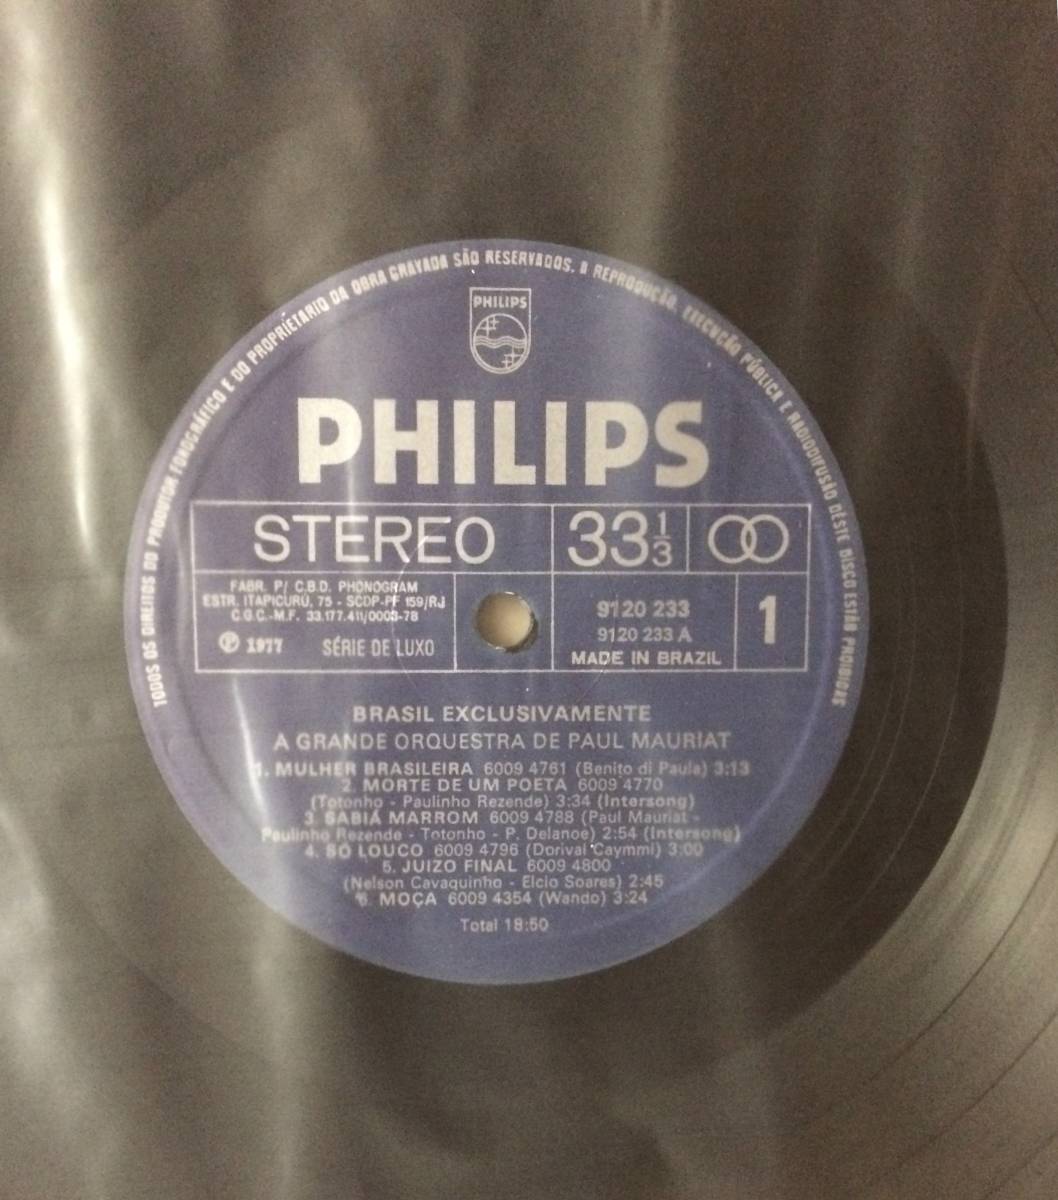 TODOS OS DIREITOS DO PRODUTOR FONOGRÁFICO E DO PROPRIETARIO DA OBRA GRAVADA SÃO RESERVADOS. A REPRODUÇÃO, EXECUÇÃO PÚBLICA E RADIODIFUSÃO DÊSTE DISCO ESTÃO PROIBIDAS
PHILIPS
PHILIPS
STEREO 33 1/3
FABR. P/ C.B.D. PHONOGRAM
ESTR. ITAPICURÚ, 75 - SCDP-PF 159/RJ
C.G.C.-M.F. 33.177.411/0003-78
℗ 1977 SÉRIE DE LUXO
9120 233
9120 233 A
MADE IN BRAZIL
1
BRASIL EXCLUSIVAMENTE
A GRANDE ORQUESTRA DE PAUL MAURIAT
1. MULHER BRASILEIRA 6009 4761 (Benito di Paula) 3:13
2. MORTE DE UM POETA 6009 4770
(Totonho - Paulinho Rezende) 3:34 (Intersong)
3. SABIÁ MARROM 6009 4788 (Paul Mauriat -
Paulinho Rezende - Totonho - P. Delanoe) 2:54 (Intersong)
4. SÓ LOUCO 6009 4796 (Dorival Caymmi) 3:00
5. JUIZO FINAL 6009 4800
(Nelson Cavaquinho - Elcio Soares) 2:45
6. MOÇA 6009 4354 (Wando) 3:24
Total 18:50